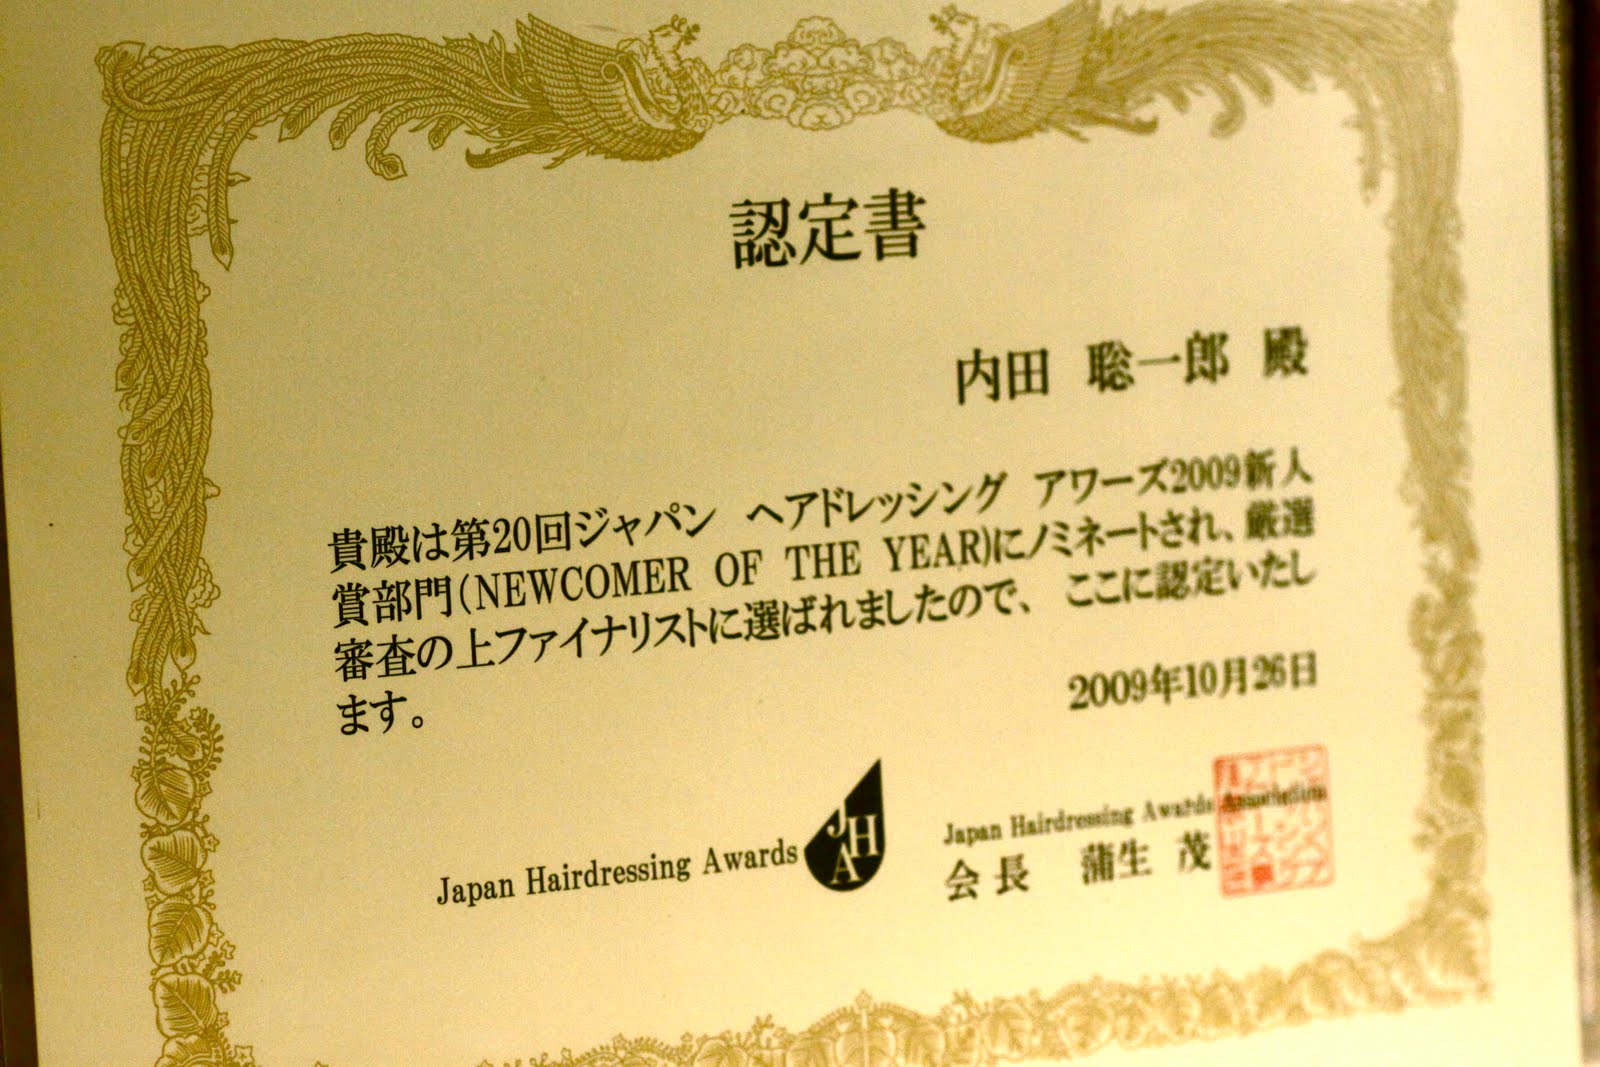 認定書
内田 聡一郎 殿
貴殿は第20回ジャパン ヘアドレッシング アワーズ2009新人
賞部門(NEWCOMER OF THE YEAR)にノミネートされ、厳選
審査の上ファイナリストに選ばれましたので、ここに認定いたし
ます。
2009年10月26日
Japan Hairdressing Awards
JHA
Japan Hairdressing Awards Association
会長 蒲生 茂